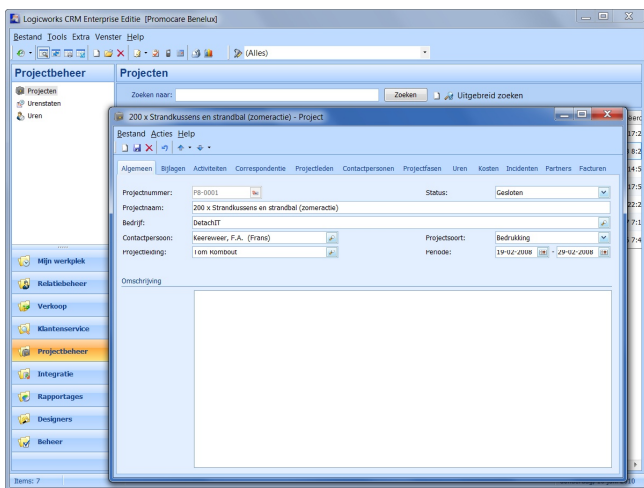 Logicworks CRM Enterprise Editie [Promocare Benelux]
Bestand Tools Extra Venster Help
(Alles)
Projectbeheer
Projecten
Projecten
Urenstaten
Uren
Zoeken naar:
Zoeken
Uitgebreid zoeken
200 x Strandkussens en strandbal (zomeractie) - Project
Bestand Acties Help
Algemeen Bijlagen Activiteiten Correspondentie Projectleden Contactpersonen Projectfasen Uren Kosten Incidenten Partners Facturen
Projectnummer: PB-0001 Status: Gesloten
Projectnaam: 200 x Strandkussens en strandbal (zomeractie)
Bedrijf: DetachIT
Contactpersoon: Keereweer, F.A. (Frans) Projectsoort: Bedrukking
Projectleiding: Tom Rombout Periode: 19-02-2008 - 29-02-2008
Omschrijving
Mijn werkplek
Relatiebeheer
Verkoop
Klantenservice
Projectbeheer
Integratie
Rapportages
Designers
Beheer
Items: 7